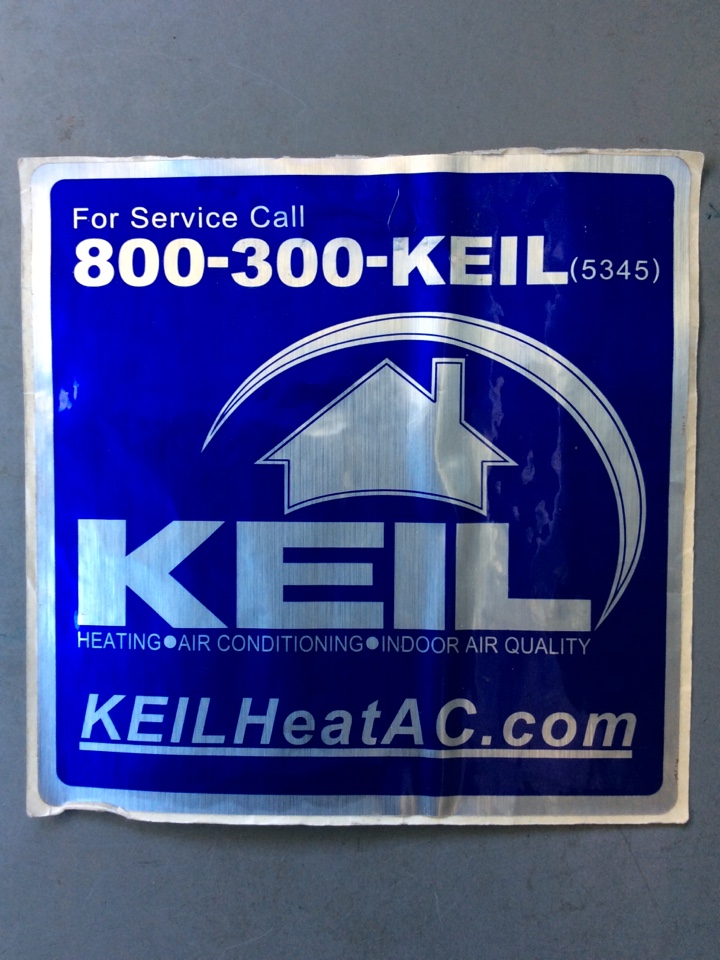 For Service Call
800-300-KEIL(5345)
KEIL
HEATING●AIR CONDITIONING●INDOOR AIR QUALITY
KEILHeatAC.com